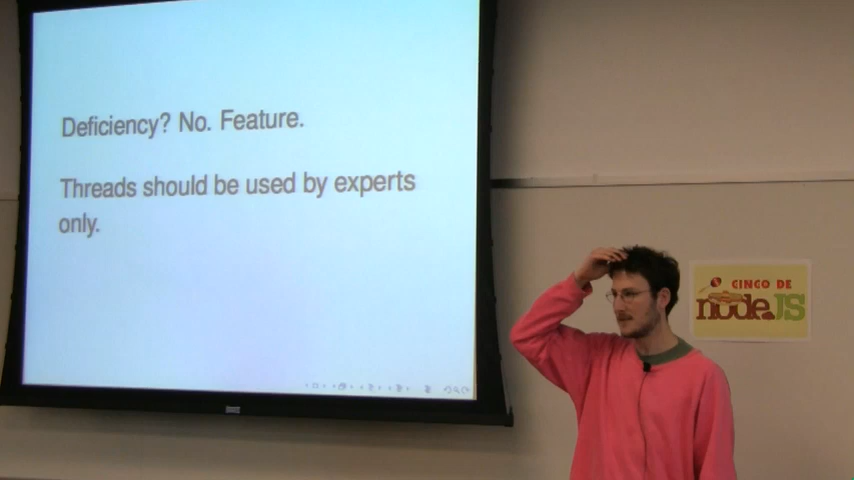 Deficiency? No. Feature.
Threads should be used by experts
only.
CINCO DE
nodeJS